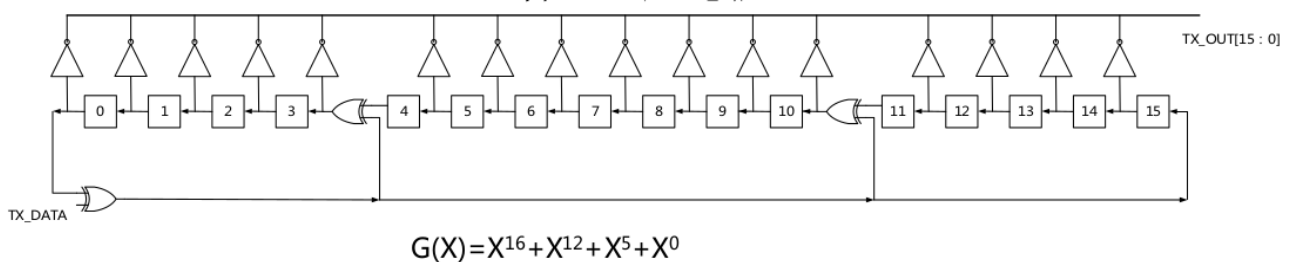 TX_OUT[15 : 0]
0 1 2 3 4 5 6 7 8 9 10 11 12 13 14 15
TX_DATA
G(X)=X¹⁶+X¹²+X⁵+X⁰